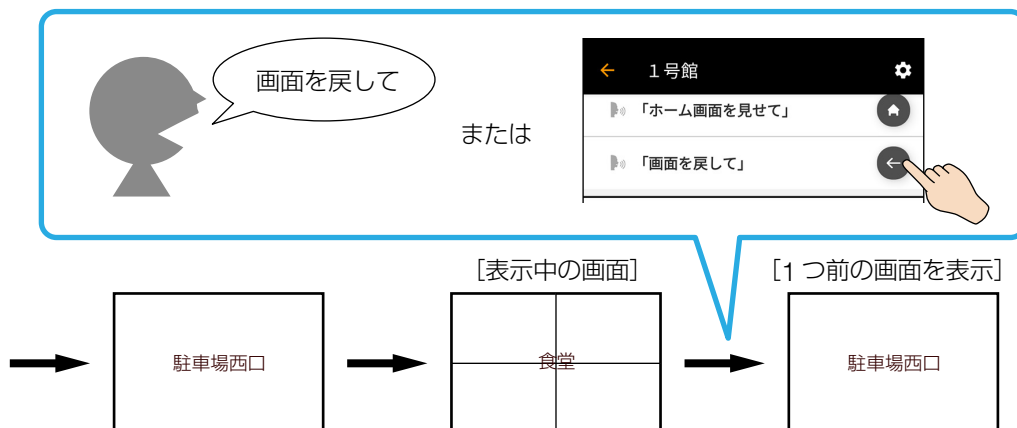 画面を戻して
または
１号館
「ホーム画面を見せて」
「画面を戻して」
［表示中の画面］
［1 つ前の画面を表示］
駐車場西口
食堂
駐車場西口